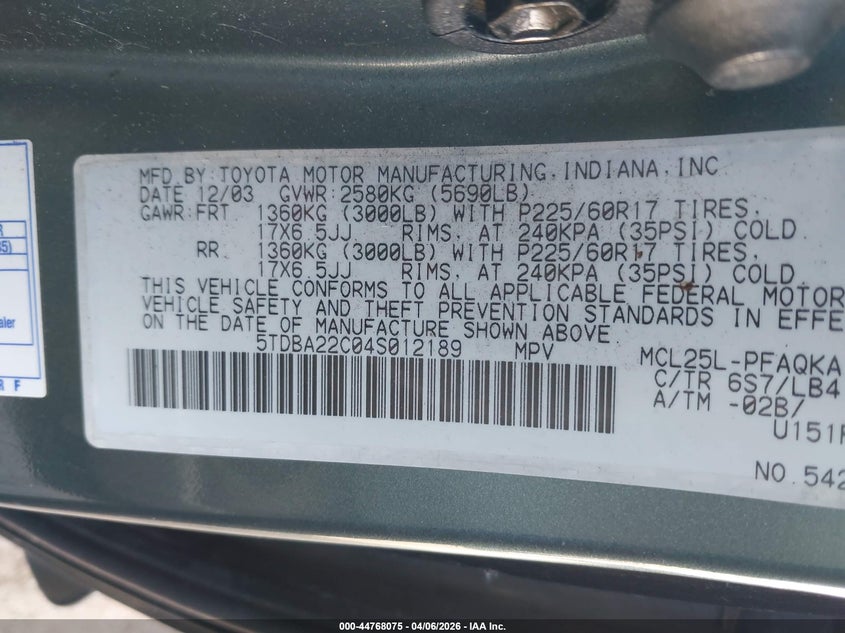 MFD.BY:TOYOTA MOTOR MANUFACTURING,INDIANA,INC
DATE 12/03 GVWR:2580KG (5690LB)
GAWR:FRT 1360KG (3000LB) WITH P225/60R17 TIRES,
17X6.5JJ RIMS, AT 240KPA (35PSI) COLD.
RR 1360KG (3000LB) WITH P225/60R17 TIRES,
17X6.5JJ RIMS, AT 240KPA (35PSI) COLD.
THIS VEHICLE CONFORMS TO ALL APPLICABLE FEDERAL MOTOR
VEHICLE SAFETY AND THEFT PREVENTION STANDARDS IN EFFE
ON THE DATE OF MANUFACTURE SHOWN ABOVE.
5TDBA22C04S012189 MPV
MCL25L-PFAQKA
C/TR 6S7/LB4
A/TM -02B/
U151
NO.542
R
aler
R F
000-44768075 | 04/06/2026 - IAA Inc.